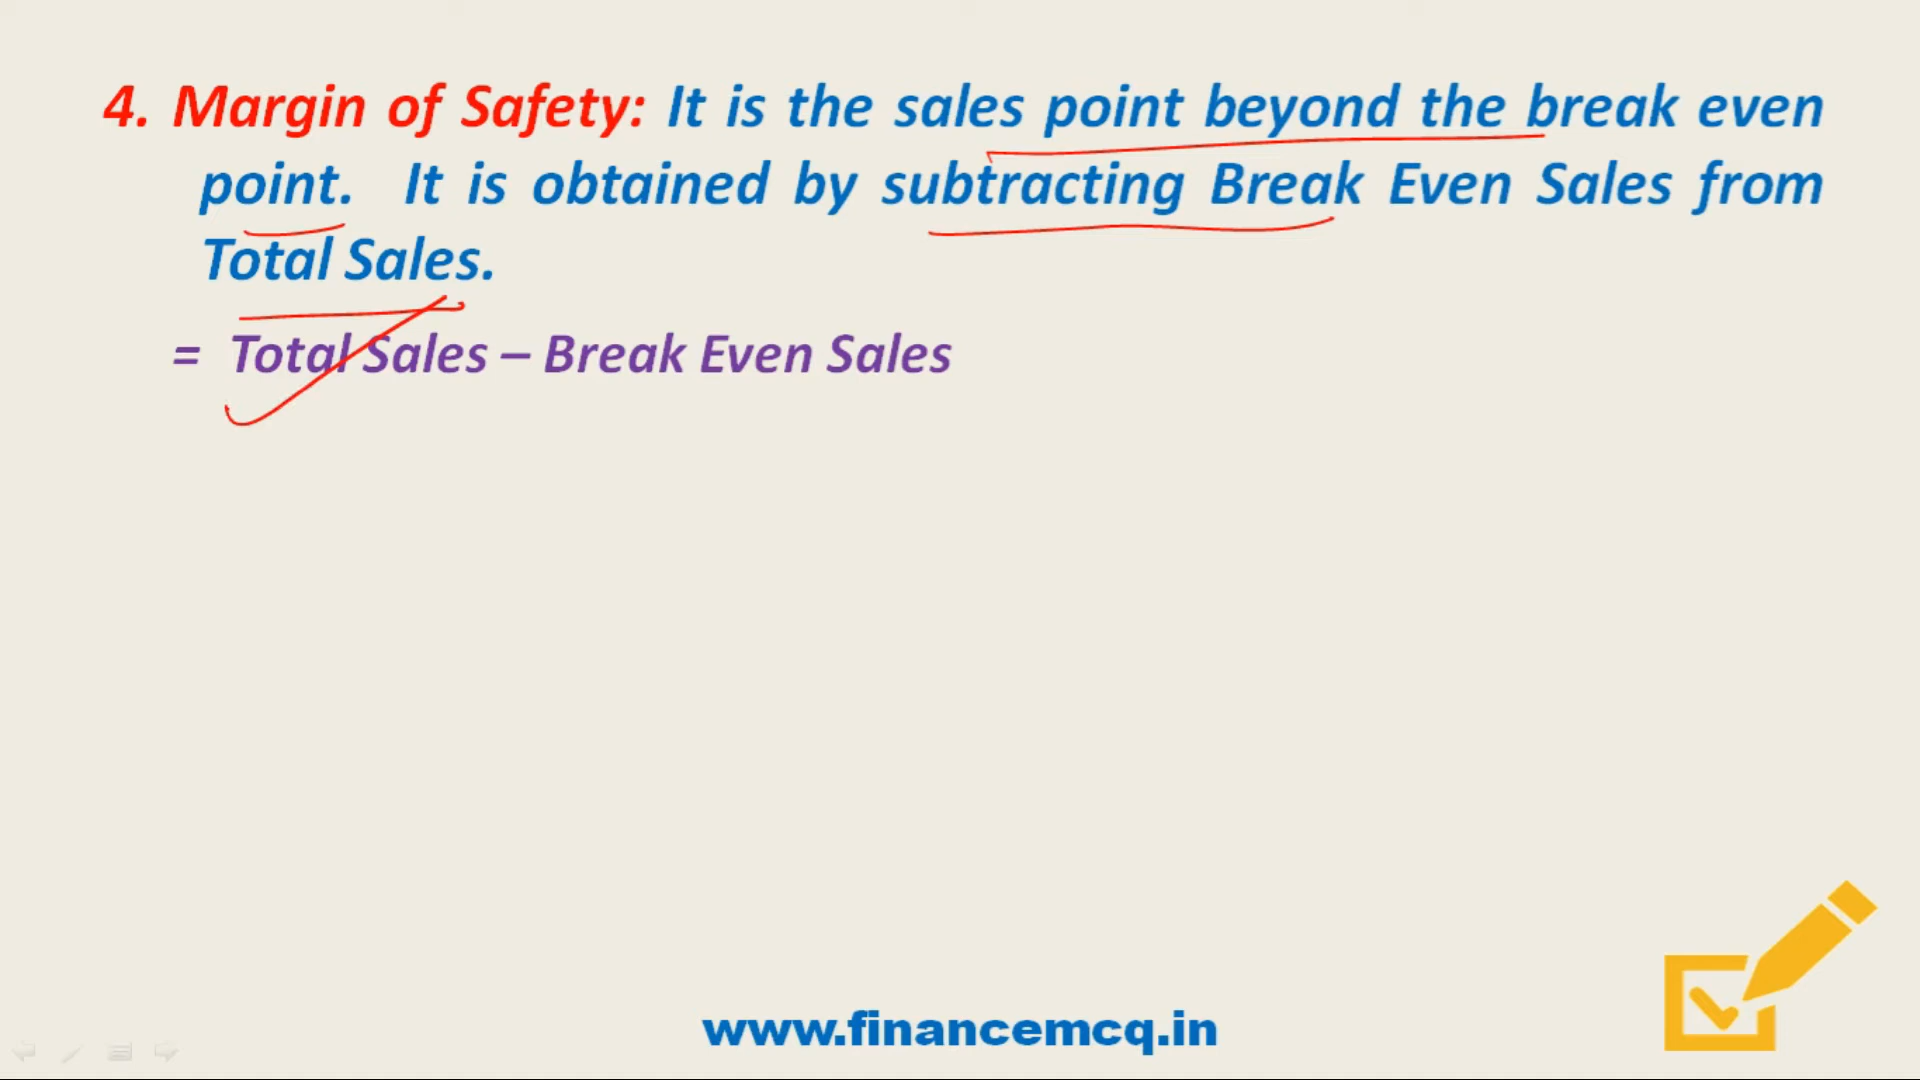 4. Margin of Safety: It is the sales point beyond the break even
point. It is obtained by subtracting Break Even Sales from
Total Sales.
= Total Sales – Break Even Sales
www.financemcq.in